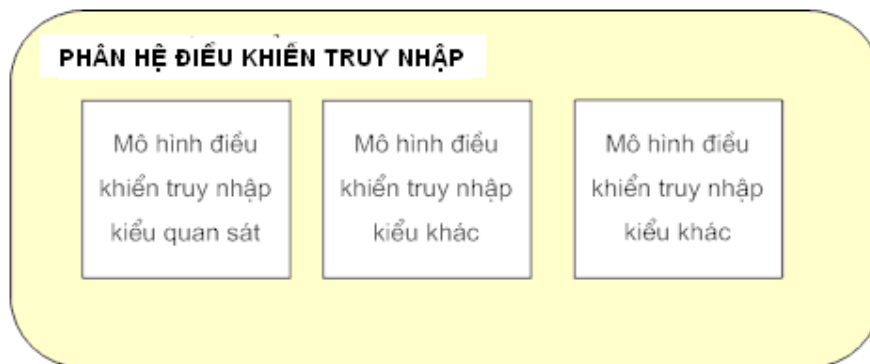 PHÂN HỆ ĐIỀU KHIỂN TRUY NHẬP
Mô hình điều
khiển truy nhập
kiểu quan sát
Mô hình điều
khiển truy nhập
kiểu khác
Mô hình điều
khiển truy nhập
kiểu khác